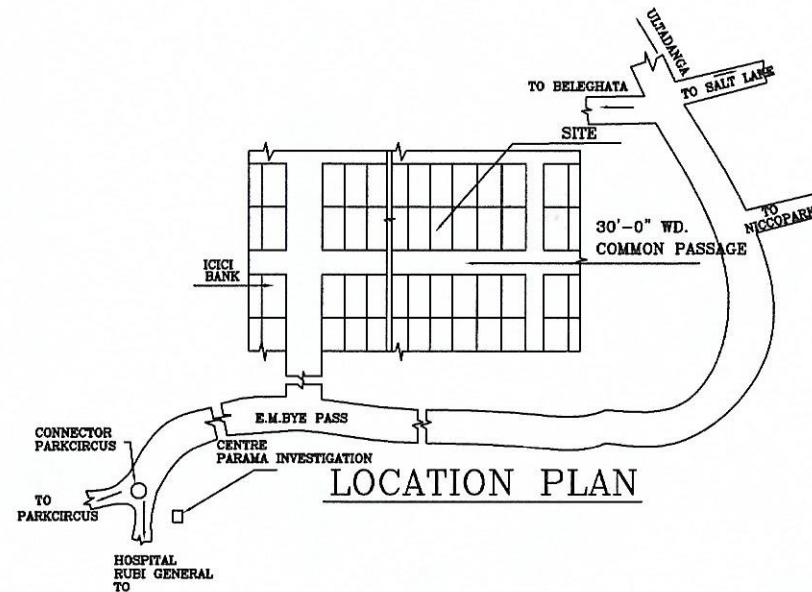 ULTADANGA
TO SALT LAKE
TO BELEGHATA
SITE
TO
NICCOPARK
30'-0" WD.
COMMON PASSAGE
ICICI
BANK
E.M.BYE PASS
CONNECTOR
PARKCIRCUS
CENTRE
PARAMA INVESTIGATION
LOCATION PLAN
TO
PARKCIRCUS
HOSPITAL
RUBI GENERAL
TO